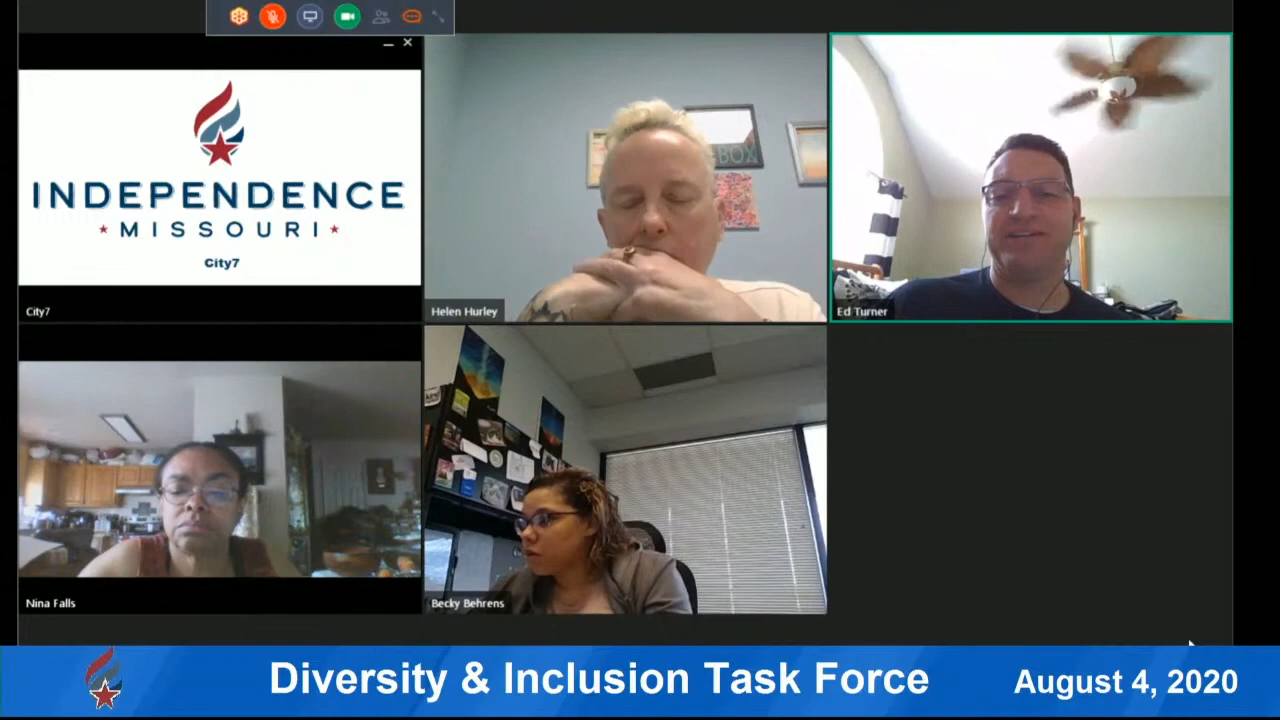 INDEPENDENCE
MISSOURI
City7
City7
BOX
Helen Hurley
Ed Turner
Nina Falls
Becky Behrens
Diversity & Inclusion Task Force
August 4, 2020